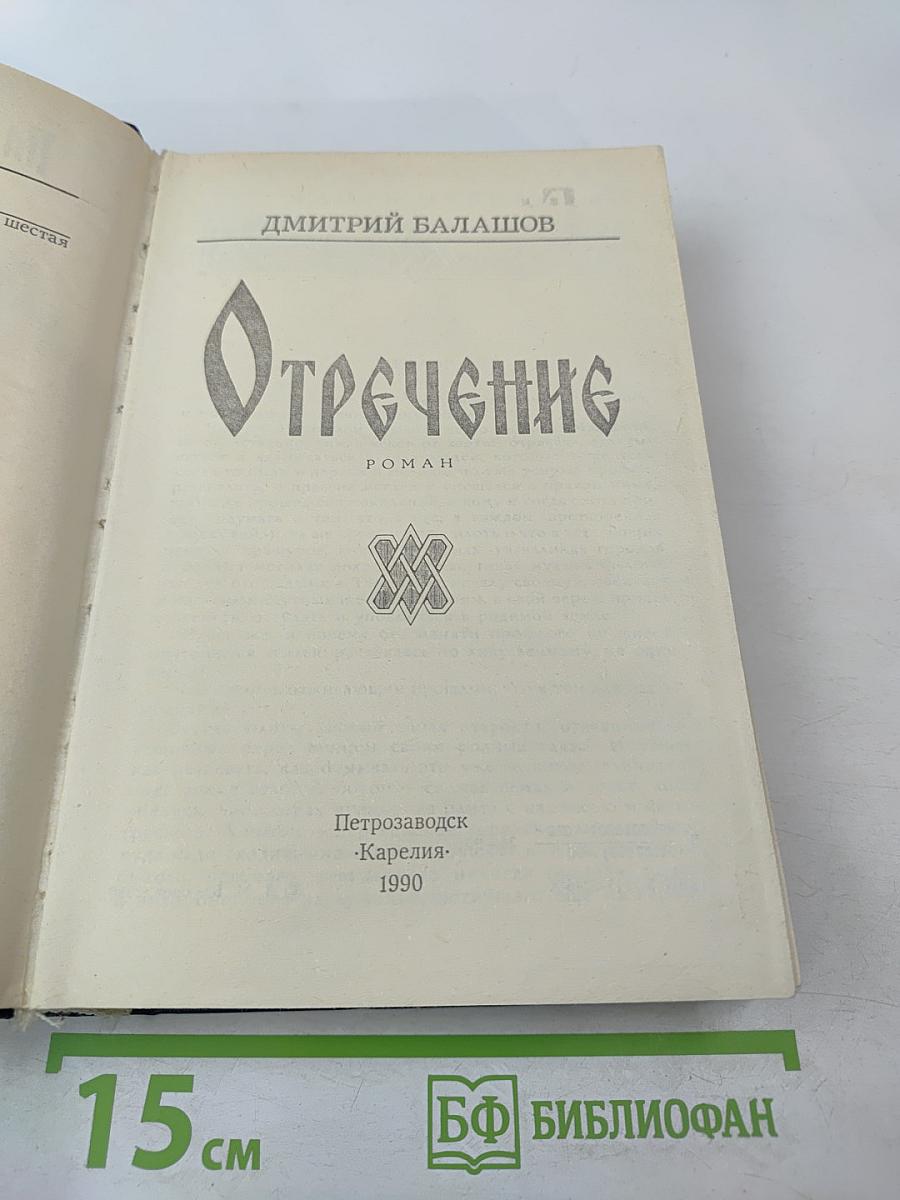 шестая
ДМИТРИЙ БАЛАШОВ
Отречение
РОМАН
Петрозаводск
·Карелия·
1990
15 см
БФ БИБЛИОФАН